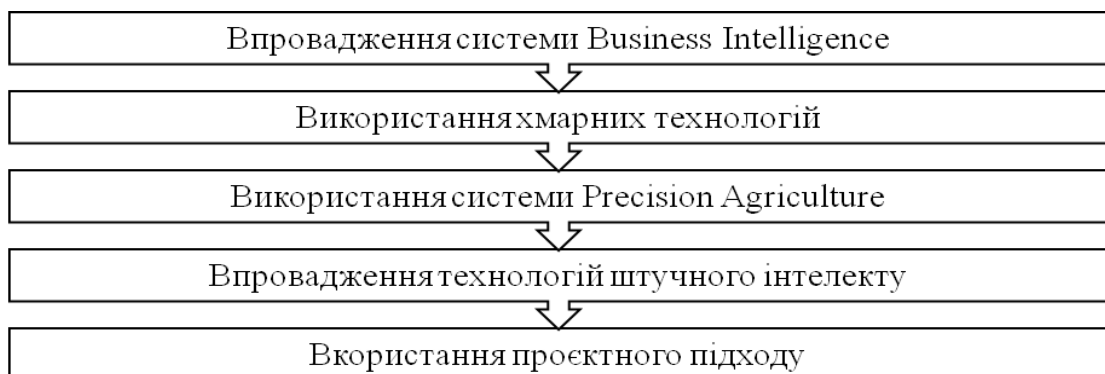 Впровадження системи Business Intelligence
Використання хмарних технологій
Використання системи Precision Agriculture
Впровадження технологій штучного інтелекту
Вкористання проєктного підходу